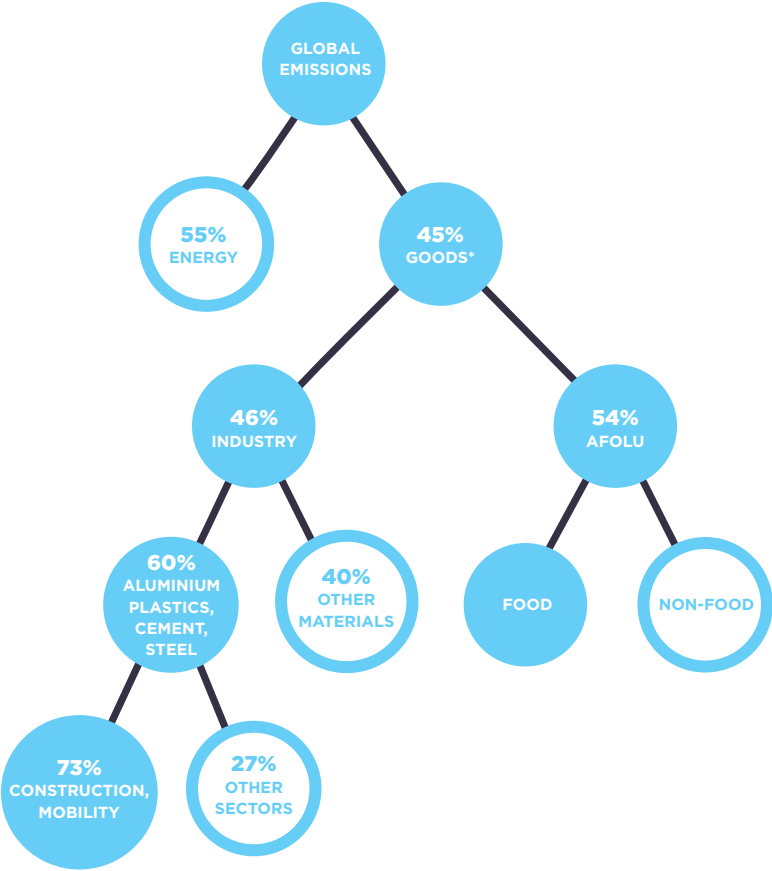 GLOBAL
EMISSIONS
55%
ENERGY
45%
GOODS*
46%
INDUSTRY
54%
AFOLU
60%
ALUMINIUM
PLASTICS,
CEMENT,
STEEL
40%
OTHER
MATERIALS
FOOD
NON-FOOD
73%
CONSTRUCTION,
MOBILITY
27%
OTHER
SECTORS